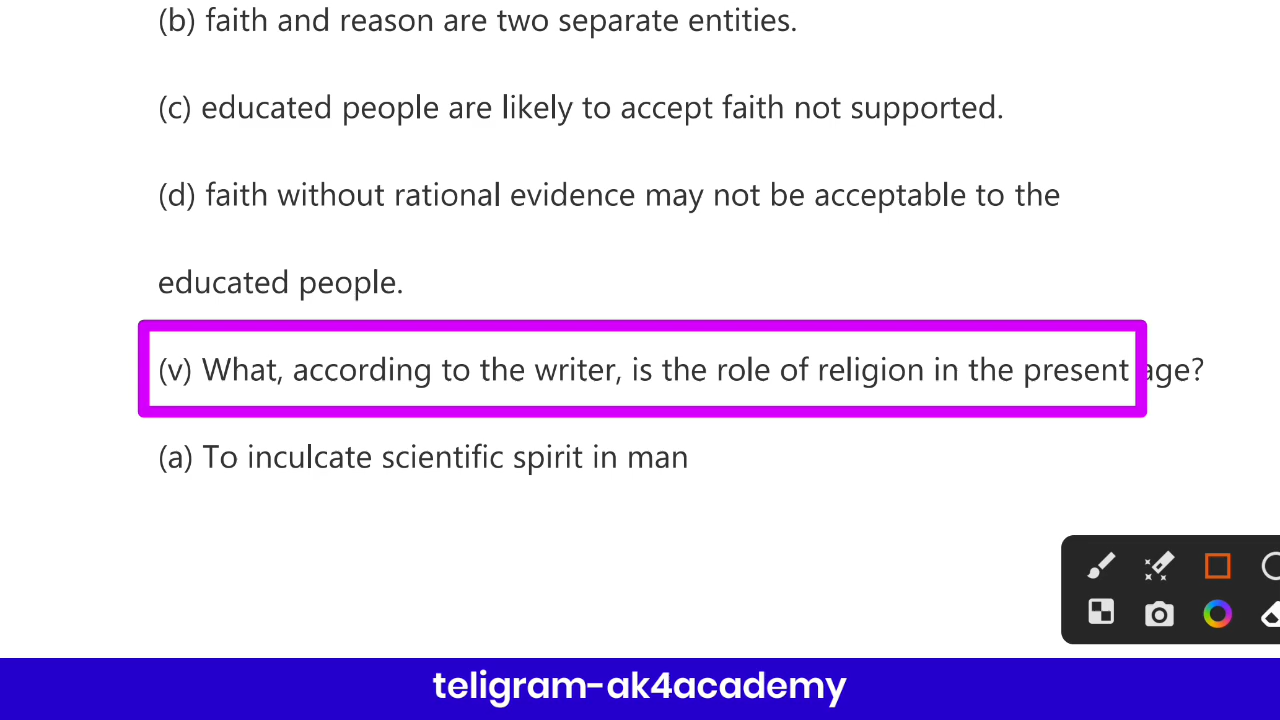 (b) faith and reason are two separate entities.
(c) educated people are likely to accept faith not supported.
(d) faith without rational evidence may not be acceptable to the
educated people.
(v) What, according to the writer, is the role of religion in the present age?
(a) To inculcate scientific spirit in man
teligram-ak4academy